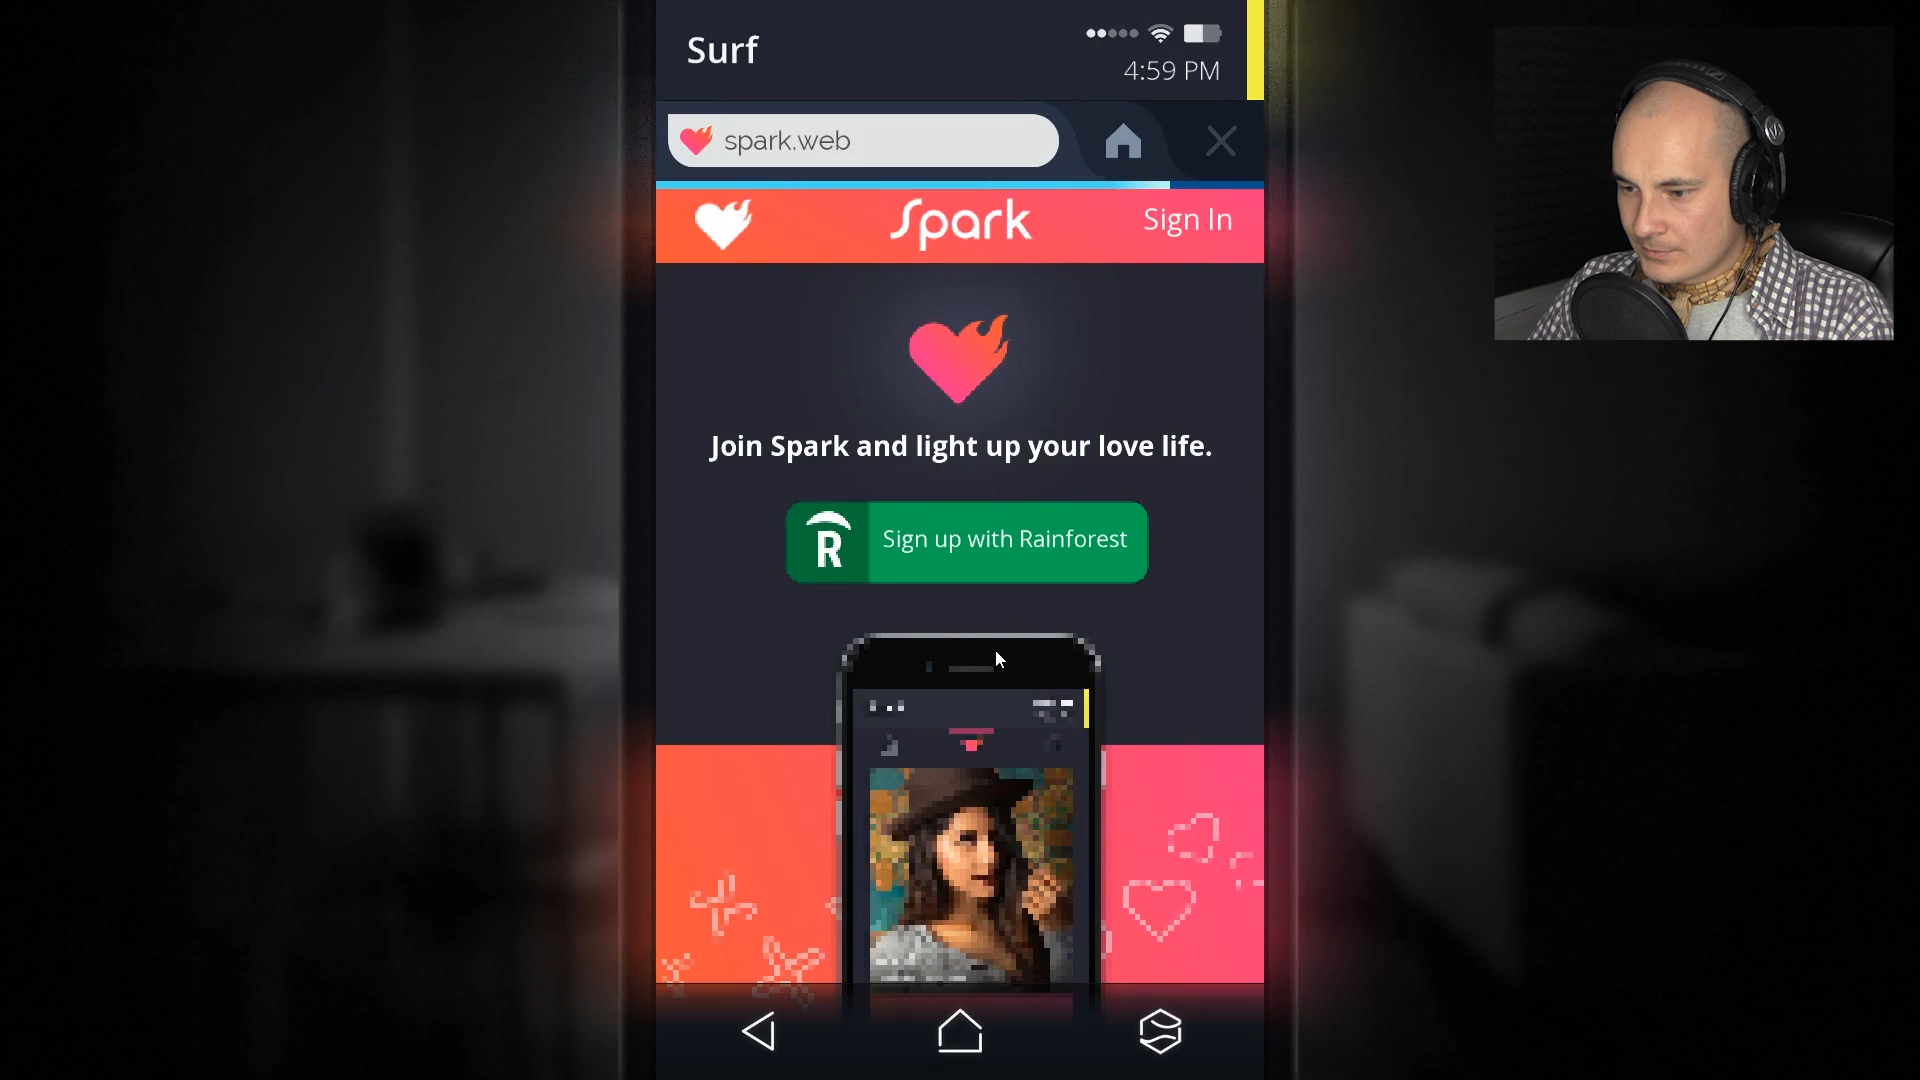 Surf
4:59 PM
spark.web
Spark
Sign In
Join Spark and light up your love life.
R
Sign up with Rainforest